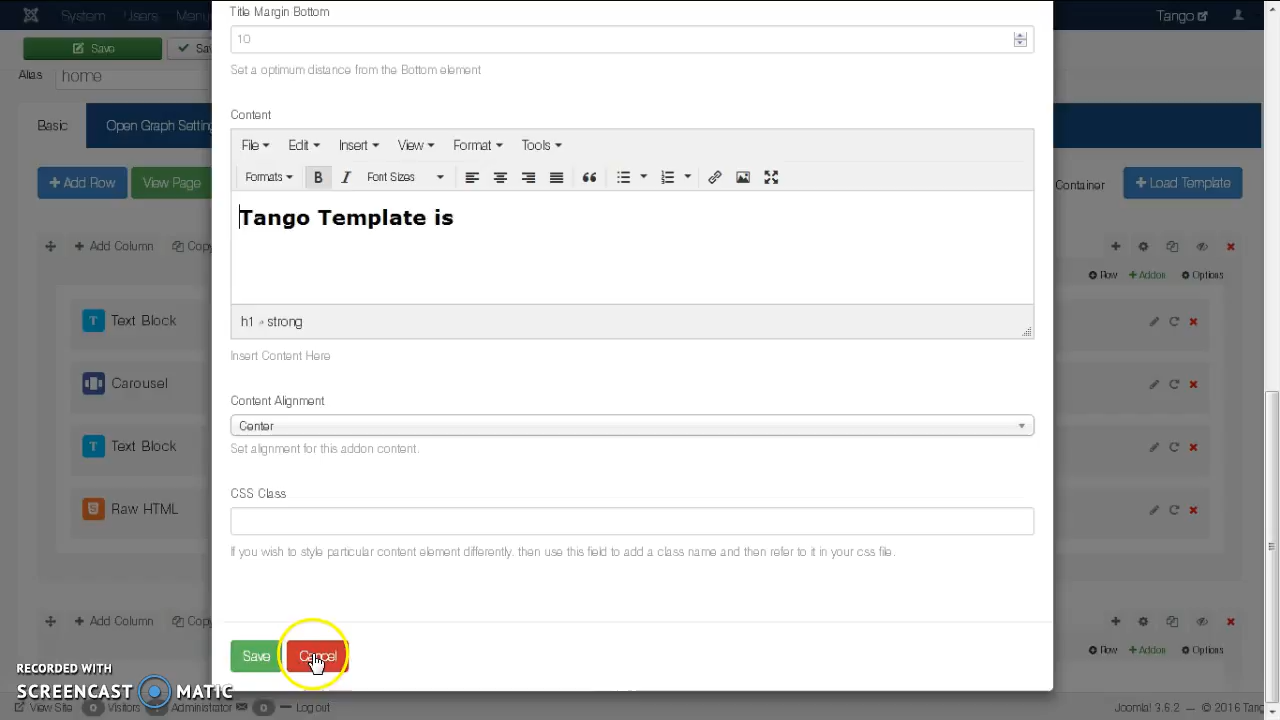 Title Margin Bottom
System Users Menu Tango
10
Save Sav
Set a optimum distance from the Bottom element
Alias home
Content
Basic Open Graph Setting
File Edit Insert View Format Tools
Formats B I Font Sizes
+ Add Row View Page Container + Load Template
Tango Template is
+ Add Column Copy
Row + Addon Options
Text Block
h1 » strong
Insert Content Here
Carousel
Content Alignment
Center
Set alignment for this addon content.
Text Block
CSS Class
Raw HTML
If you wish to style particular content element differently, then use this field to add a class name and then refer to it in your css file.
+ Add Column Copy
Row + Addon Options
Save Cancel
RECORDED WITH
SCREENCAST MATIC
View Site 0 Visitors Administrator 0 Log out Joomla! 3.6.2 — © 2016 Tang